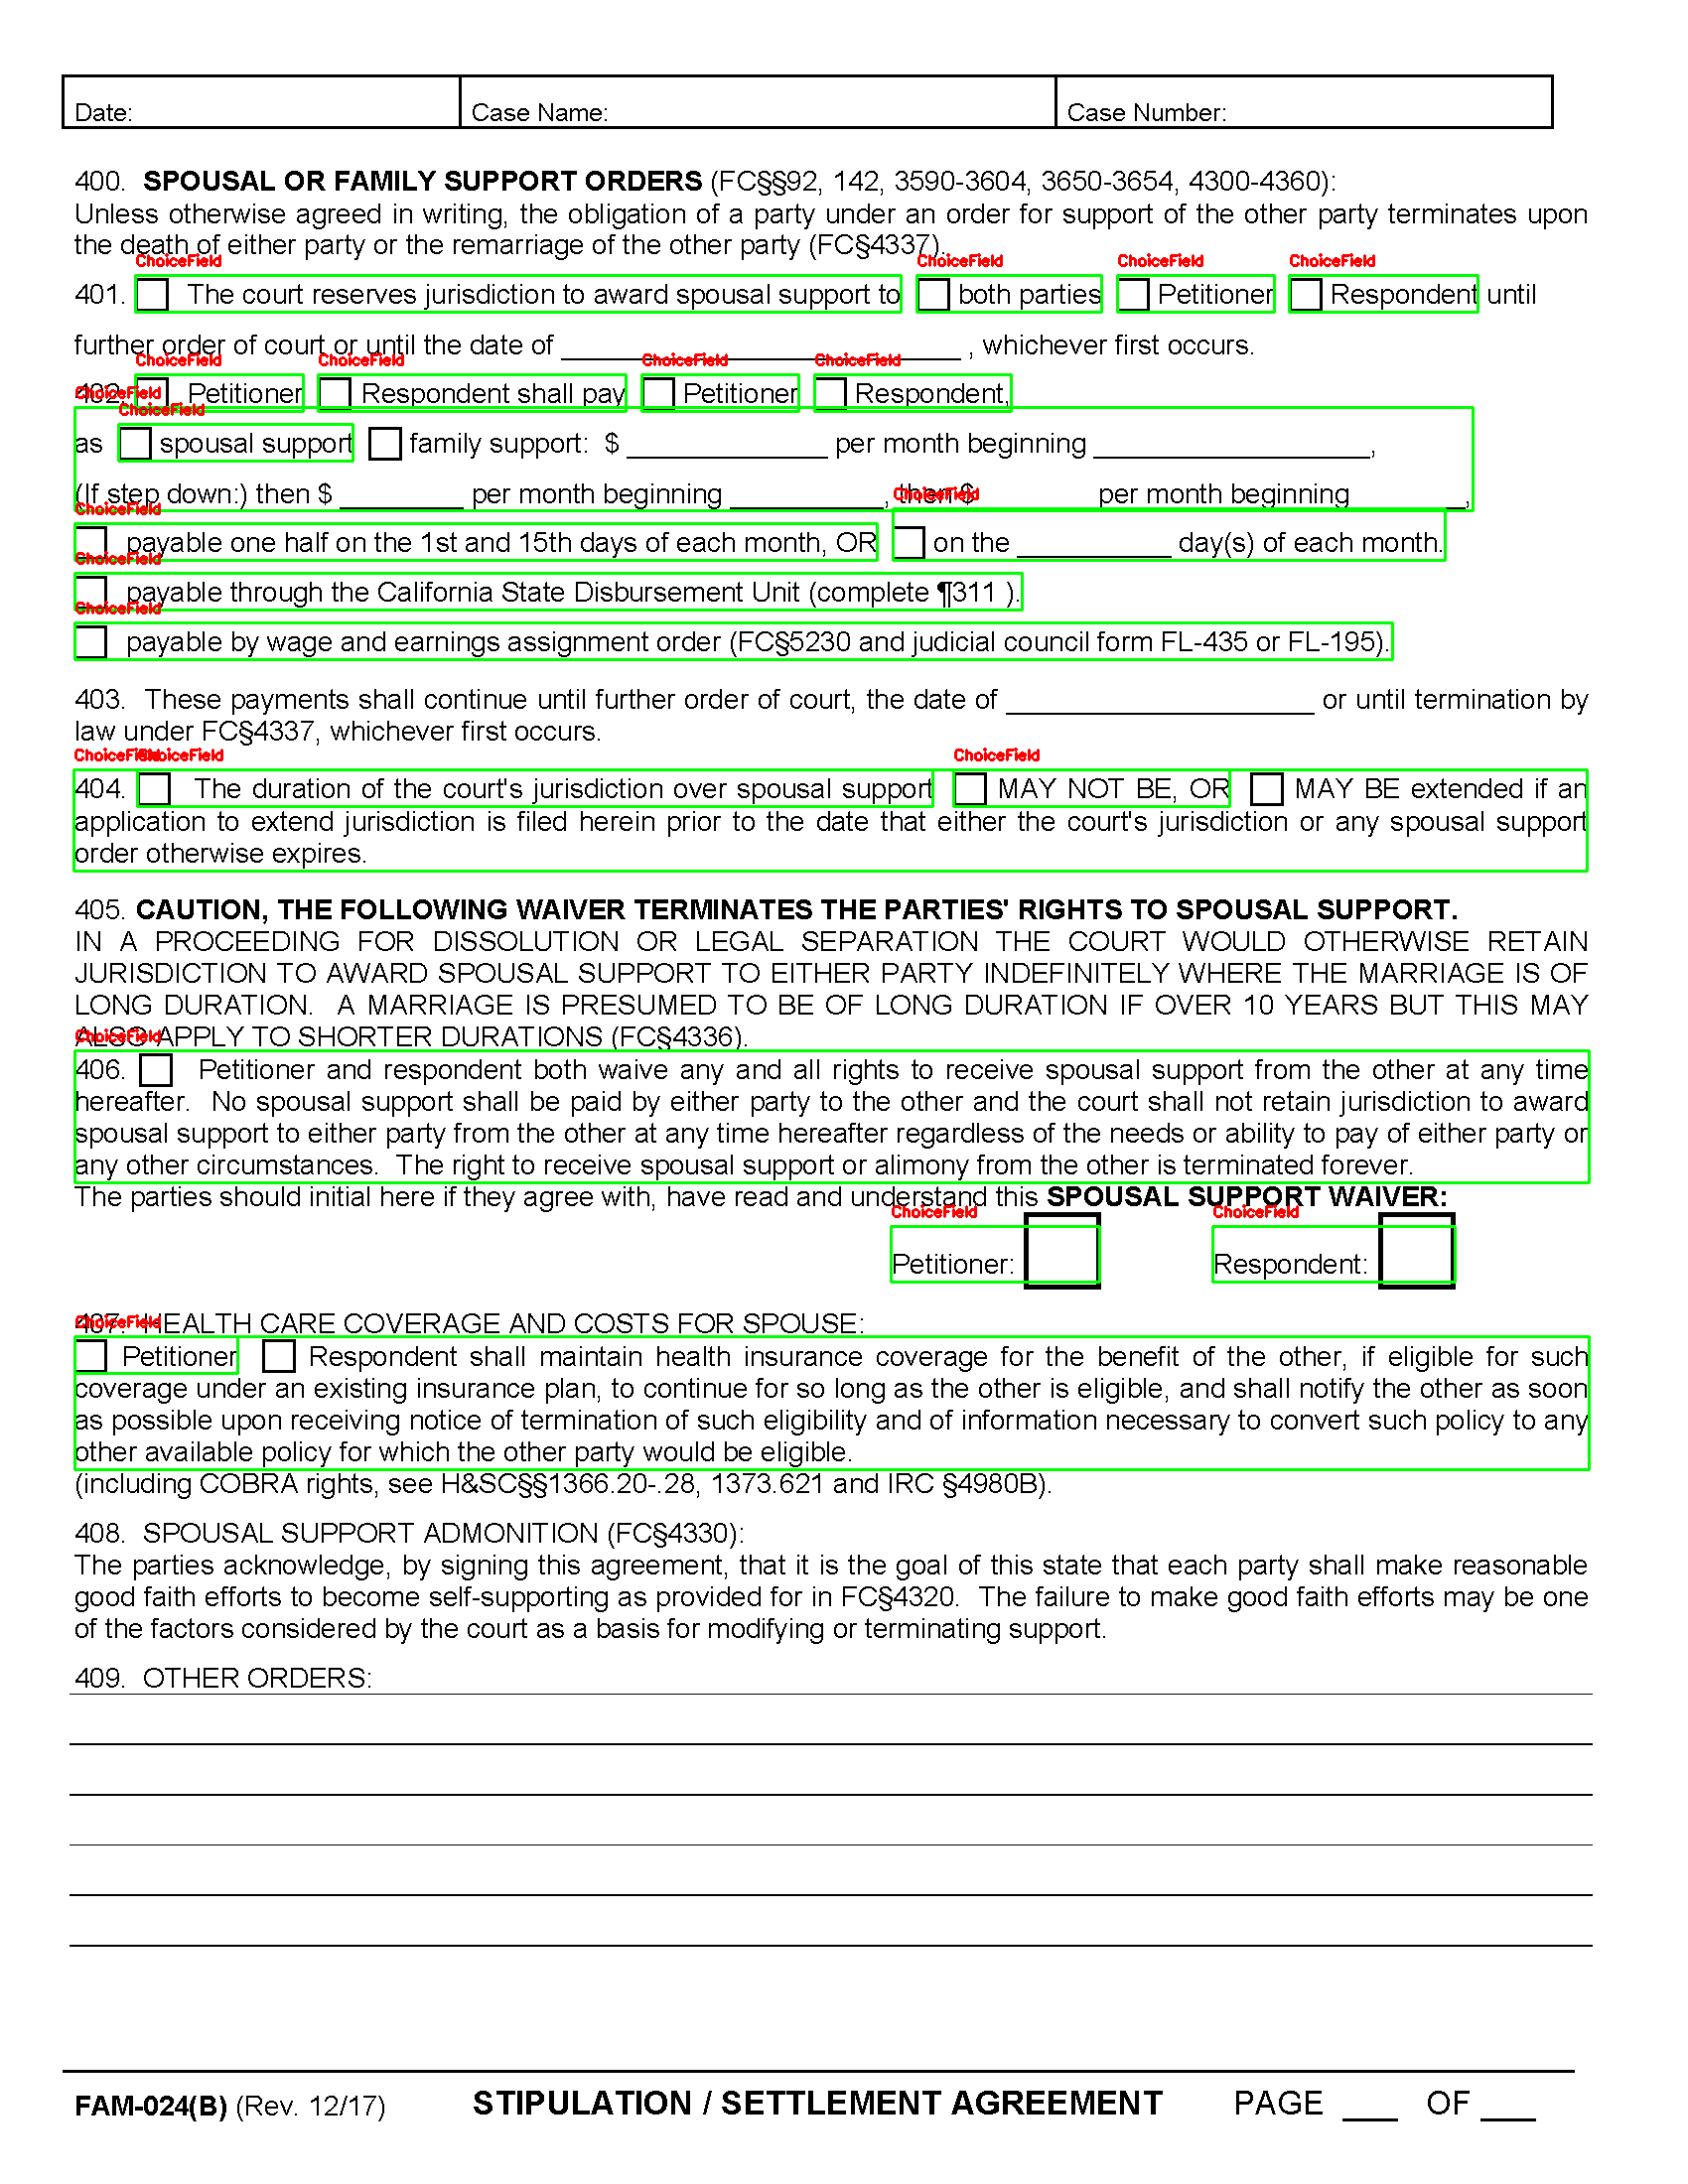 Date: Case Name: Case Number:
400. SPOUSAL OR FAMILY SUPPORT ORDERS (FC§§92, 142, 3590-3604, 3650-3654, 4300-4360):
Unless otherwise agreed in writing, the obligation of a party under an order for support of the other party terminates upon
the death of either party or the remarriage of the other party (FC§4337).
ChoiceField ChoiceField ChoiceField ChoiceField
401. The court reserves jurisdiction to award spousal support to both parties Petitioner Respondent until
further order of court or until the date of ____ , whichever first occurs.
ChoiceField ChoiceField ChoiceField ChoiceField
402. Petitioner Respondent shall pay Petitioner Respondent,
ChoiceField
ChoiceField
as spousal support family support: $ ____ per month beginning ____,
(If step down:) then $ ____ per month beginning ____, then $ per month beginning ____,
ChoiceField
ChoiceField
payable one half on the 1st and 15th days of each month, OR on the ____ day(s) of each month.
ChoiceField
payable through the California State Disbursement Unit (complete ¶311 ).
ChoiceField
payable by wage and earnings assignment order (FC§5230 and judicial council form FL-435 or FL-195).
403. These payments shall continue until further order of court, the date of ____ or until termination by
law under FC§4337, whichever first occurs.
ChoiceField ChoiceField ChoiceField
404. The duration of the court's jurisdiction over spousal support MAY NOT BE, OR MAY BE extended if an
application to extend jurisdiction is filed herein prior to the date that either the court's jurisdiction or any spousal support
order otherwise expires.
405. CAUTION, THE FOLLOWING WAIVER TERMINATES THE PARTIES' RIGHTS TO SPOUSAL SUPPORT.
IN A PROCEEDING FOR DISSOLUTION OR LEGAL SEPARATION THE COURT WOULD OTHERWISE RETAIN
JURISDICTION TO AWARD SPOUSAL SUPPORT TO EITHER PARTY INDEFINITELY WHERE THE MARRIAGE IS OF
LONG DURATION. A MARRIAGE IS PRESUMED TO BE OF LONG DURATION IF OVER 10 YEARS BUT THIS MAY
ALSO APPLY TO SHORTER DURATIONS (FC§4336).
ChoiceField
406. Petitioner and respondent both waive any and all rights to receive spousal support from the other at any time
hereafter. No spousal support shall be paid by either party to the other and the court shall not retain jurisdiction to award
spousal support to either party from the other at any time hereafter regardless of the needs or ability to pay of either party or
any other circumstances. The right to receive spousal support or alimony from the other is terminated forever.
The parties should initial here if they agree with, have read and understand this SPOUSAL SUPPORT WAIVER:
ChoiceField ChoiceField
Petitioner: Respondent:
407. HEALTH CARE COVERAGE AND COSTS FOR SPOUSE:
ChoiceField
Petitioner Respondent shall maintain health insurance coverage for the benefit of the other, if eligible for such
coverage under an existing insurance plan, to continue for so long as the other is eligible, and shall notify the other as soon
as possible upon receiving notice of termination of such eligibility and of information necessary to convert such policy to any
other available policy for which the other party would be eligible.
(including COBRA rights, see H&SC§§1366.20-.28, 1373.621 and IRC §4980B).
408. SPOUSAL SUPPORT ADMONITION (FC§4330):
The parties acknowledge, by signing this agreement, that it is the goal of this state that each party shall make reasonable
good faith efforts to become self-supporting as provided for in FC§4320. The failure to make good faith efforts may be one
of the factors considered by the court as a basis for modifying or terminating support.
409. OTHER ORDERS:
FAM-024(B) (Rev. 12/17) STIPULATION / SETTLEMENT AGREEMENT PAGE ___ OF ___